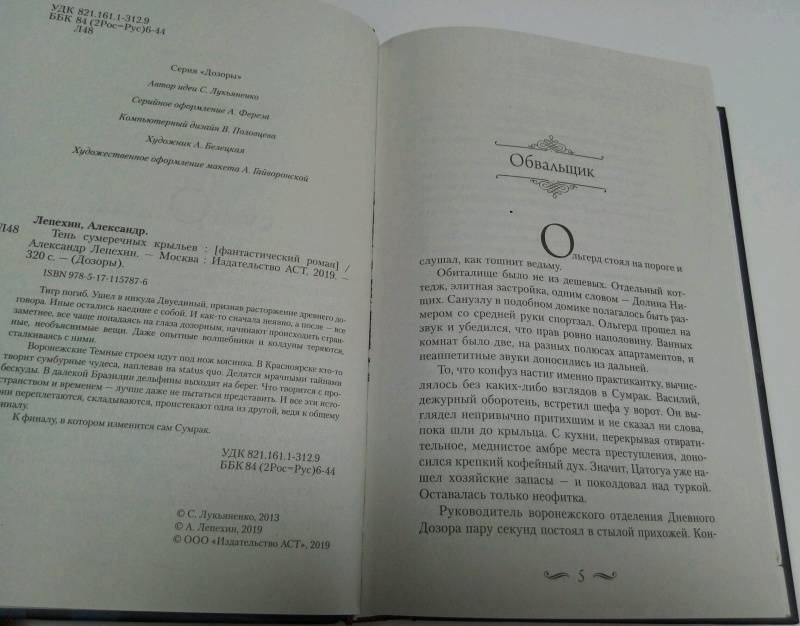 УДК 821.161.1-312.9
ББК 84 (2Рос=Рус)6-44
Л48
Серия «Дозоры»
Автор идеи С. Лукьяненко
Серийное оформление А. Фереза
Компьютерный дизайн В. Половцева
Художник А. Белецкая
Художественное оформление макета А. Гайворонской
Лепехин, Александр.
Л48 Тень сумеречных крыльев : [фантастический роман] /
Александр Лепехин. — Москва : Издательство АСТ, 2019. —
320 с. — (Дозоры).
ISBN 978-5-17-115787-6
Тигр погиб. Ушел в никуда Двуединый, признав расторжение древнего до-
говора. Иные остались наедине с собой. И как-то сначала неявно, а после — все
заметнее, все чаще попадаясь на глаза дозорным, начинают происходить стран-
ные, необъяснимые вещи. Даже опытные волшебники и колдуны теряются,
сталкиваясь с ними.
Воронежские Темные строем идут под нож мясника. В Красноярске кто-то
творит сумбурные чудеса, наплевав на status quo. Делятся мрачными тайнами
бескуды. В далекой Бразилии дельфины выходят на берег. Что творится с про-
странством и временем — лучше даже не пытаться представить. И все эти исто-
рии переплетаются, складываются, проистекают одна из другой, ведя к общему
финалу.
К финалу, в котором изменится сам Сумрак.
УДК 821.161.1-312.9
ББК 84 (2Рос=Рус)6-44
© С. Лукьяненко, 2013
© А. Лепехин, 2019
© ООО «Издательство АСТ», 2019
Обвальщик
Ольгерд стоял на пороге и
слушал, как тошнит ведьму.
Обиталище было не из дешевых. Отдельный кот-
тедж, элитная застройка, одним словом — Долина Ни-
щих. Санузлу в подобном домике полагалось быть раз-
мером со средней руки спортзал. Ольгерд прошел на
звук и убедился, что прав ровно наполовину. Ванных
комнат было две, на разных полюсах апартаментов, и
неаппетитные звуки доносились из дальней.
То, что конфуз настиг именно практикантку, вычис-
лялось без каких-либо взглядов в Сумрак. Василий,
дежурный оборотень, встретил шефа у ворот. Он вы-
глядел непривычно притихшим и не сказал ни слова,
пока шли до крыльца. С кухни, перекрывая отврати-
тельное, меднистое амбре места преступления, доно-
сился крепкий кофейный дух. Значит, Цатогуа уже на-
шел хозяйские запасы — и поколдовал над туркой.
Оставалась только неофитка.
Руководитель воронежского отделения Дневного
Дозора пару секунд постоял в стылой прихожей. Кон-
5